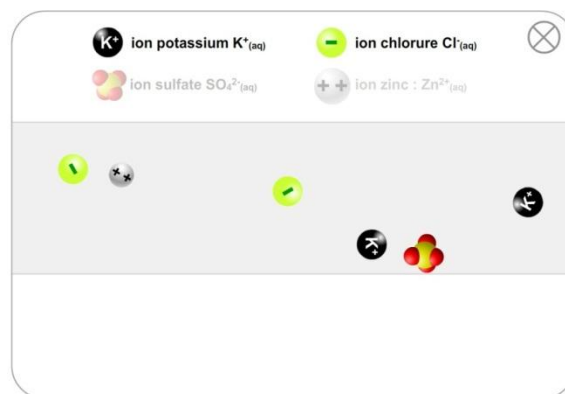 K⁺ ion potassium K⁺(aq) − ion chlorure Cl⁻(aq)
ion sulfate SO₄²⁻(aq) ++ ion zinc : Zn²⁺(aq)
− ++ −
K⁺
K⁺